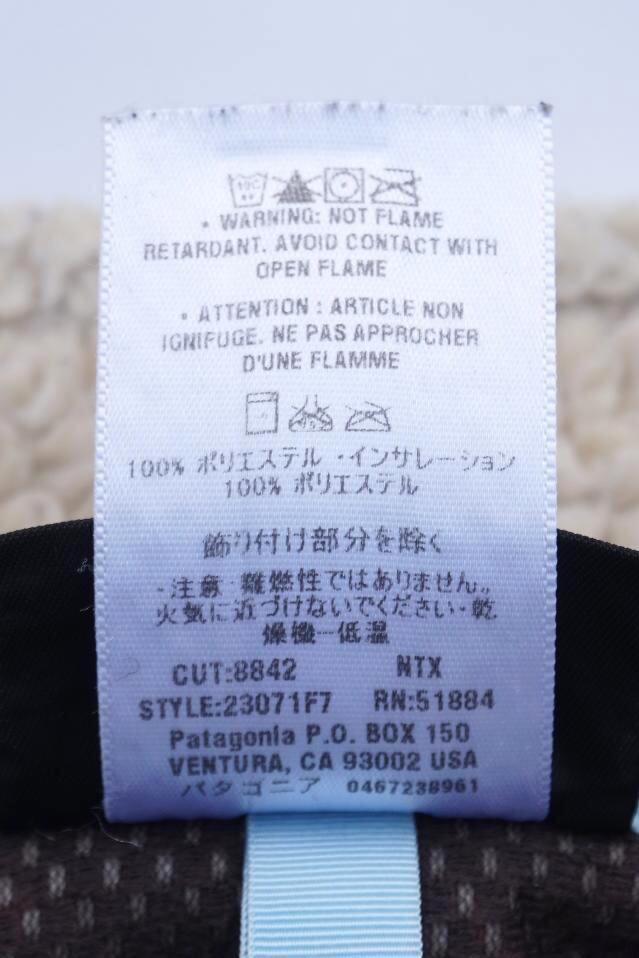 • WARNING: NOT FLAME
RETARDANT. AVOID CONTACT WITH
OPEN FLAME
• ATTENTION : ARTICLE NON
IGNIFUGE. NE PAS APPROCHER
D'UNE FLAMME
100% ポリエステル ・インサレーション
100% ポリエステル
飾り付け部分を除く
・注意 難燃性ではありません。
火気に近づけないでください・乾
燥機ー低温
CUT:8842 NTX
STYLE:23071F7 RN:51884
Patagonia P.O. BOX 150
VENTURA, CA 93002 USA
パタゴニア 0467238961